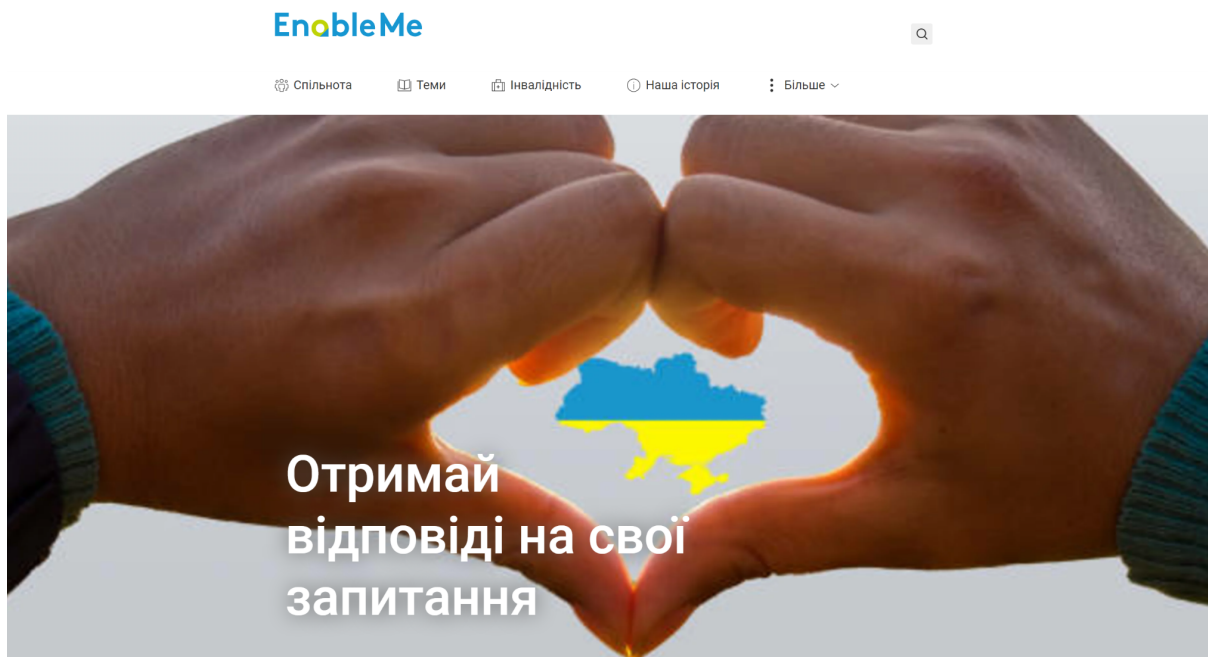 EnableMe
Спільнота
Теми
Інвалідність
Наша історія
Більше
Отримай
відповіді на свої
запитання